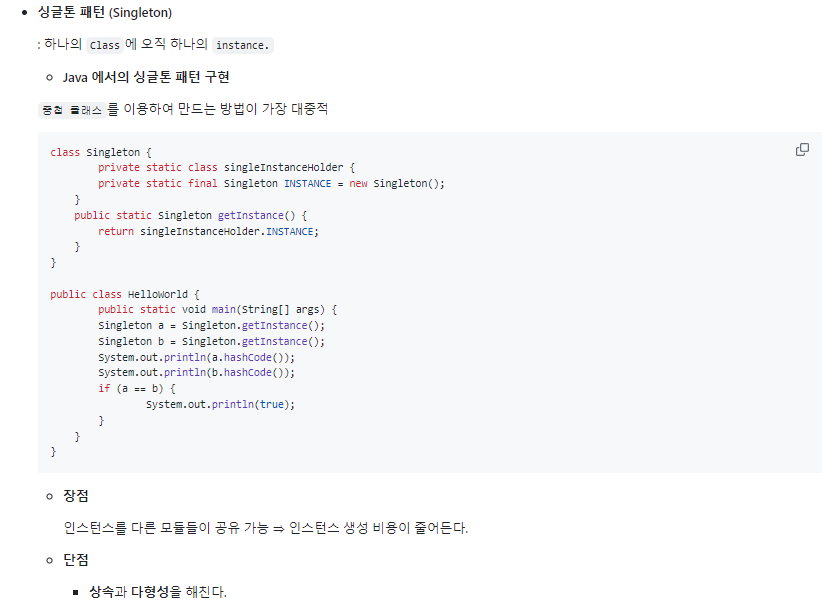 싱글톤 패턴 (Singleton)
: 하나의 Class 에 오직 하나의 instance.
Java 에서의 싱글톤 패턴 구현
중첩 클래스 를 이용하여 만드는 방법이 가장 대중적
class Singleton {
private static class singleInstanceHolder {
private static final Singleton INSTANCE = new Singleton();
}
public static Singleton getInstance() {
return singleInstanceHolder.INSTANCE;
}
}
public class HelloWorld {
public static void main(String[] args) {
Singleton a = Singleton.getInstance();
Singleton b = Singleton.getInstance();
System.out.println(a.hashCode());
System.out.println(b.hashCode());
if (a == b) {
System.out.println(true);
}
}
}
장점
인스턴스를 다른 모듈들이 공유 가능 ⇒ 인스턴스 생성 비용이 줄어든다.
단점
상속과 다형성을 해친다.